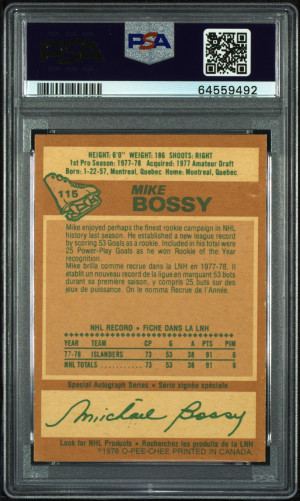 PSA
64559492
HEIGHT: 6'0" WEIGHT: 186 SHOOTS: RIGHT
1st Pro Season: 1977-78 Acquired: 1977 Amateur Draft
Born: 1-22-57, Montreal, Quebec Home: Montreal, Quebec
115
MIKE
BOSSY
Mike enjoyed perhaps the finest rookie campaign in NHL
history last season. He established a new league record
by scoring 53 Goals as a rookie. Included in his total were
25 Power-Play Goals as he won Rookie of the Year
recognition.
Mike brilla comme recrue dans la LNH en 1977-78. Il
établit un nouveau record de la ligue en marquant 53 buts
durant sa première saison, y compris 25 buts sur des
jeux de puissance. On le nomma Recrue de l'Année.
NHL RECORD • FICHE DANS LA LNH
YEAR TEAM GP G A PTS PIM
77-78 ISLANDERS 73 53 38 91 6
NHL TOTALS 73 53 38 91 6
Special Autograph Series • Série signée spéciale
Michael Bossy
Look for NHL Products • Recherchez les produits de la LNH
©1978 O-PEE-CHEE PRINTED IN CANADA